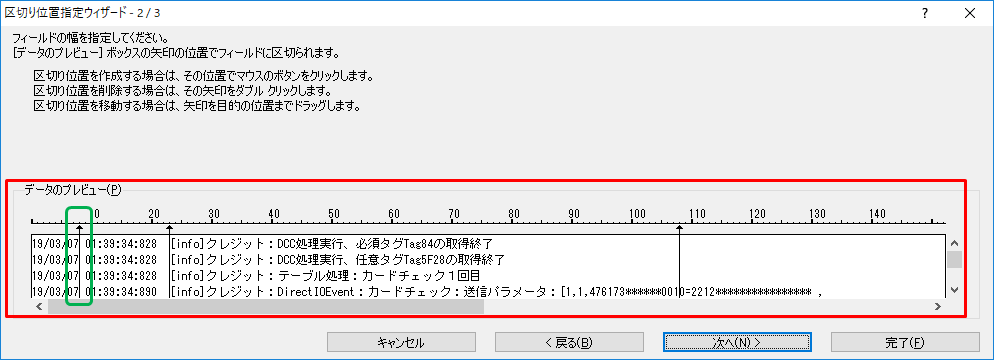 区切り位置指定ウィザード - 2 / 3
フィールドの幅を指定してください。
[データのプレビュー] ボックスの矢印の位置でフィールドに区切られます。
区切り位置を作成する場合は、その位置でマウスのボタンをクリックします。
区切り位置を削除する場合は、その矢印をダブル クリックします。
区切り位置を移動する場合は、矢印を目的の位置までドラッグします。
データのプレビュー(P)
10 20 30 40 50 60 70 80 90 100 110 120 130 140
19/03/07 01:39:34:828 [info]クレジット：DCC処理実行、必須タグTag84の取得終了
19/03/07 01:39:34:828 [info]クレジット：DCC処理実行、任意タグTag5F28の取得終了
19/03/07 01:39:34:828 [info]クレジット：テーブル処理：カードチェック１回目
19/03/07 01:39:34:890 [info]クレジット：DirectIOEvent：カードチェック：送信パラメータ：[1,1,476173******0010=2212**************** ,
キャンセル
< 戻る(B)
次へ(N) >
完了(F)